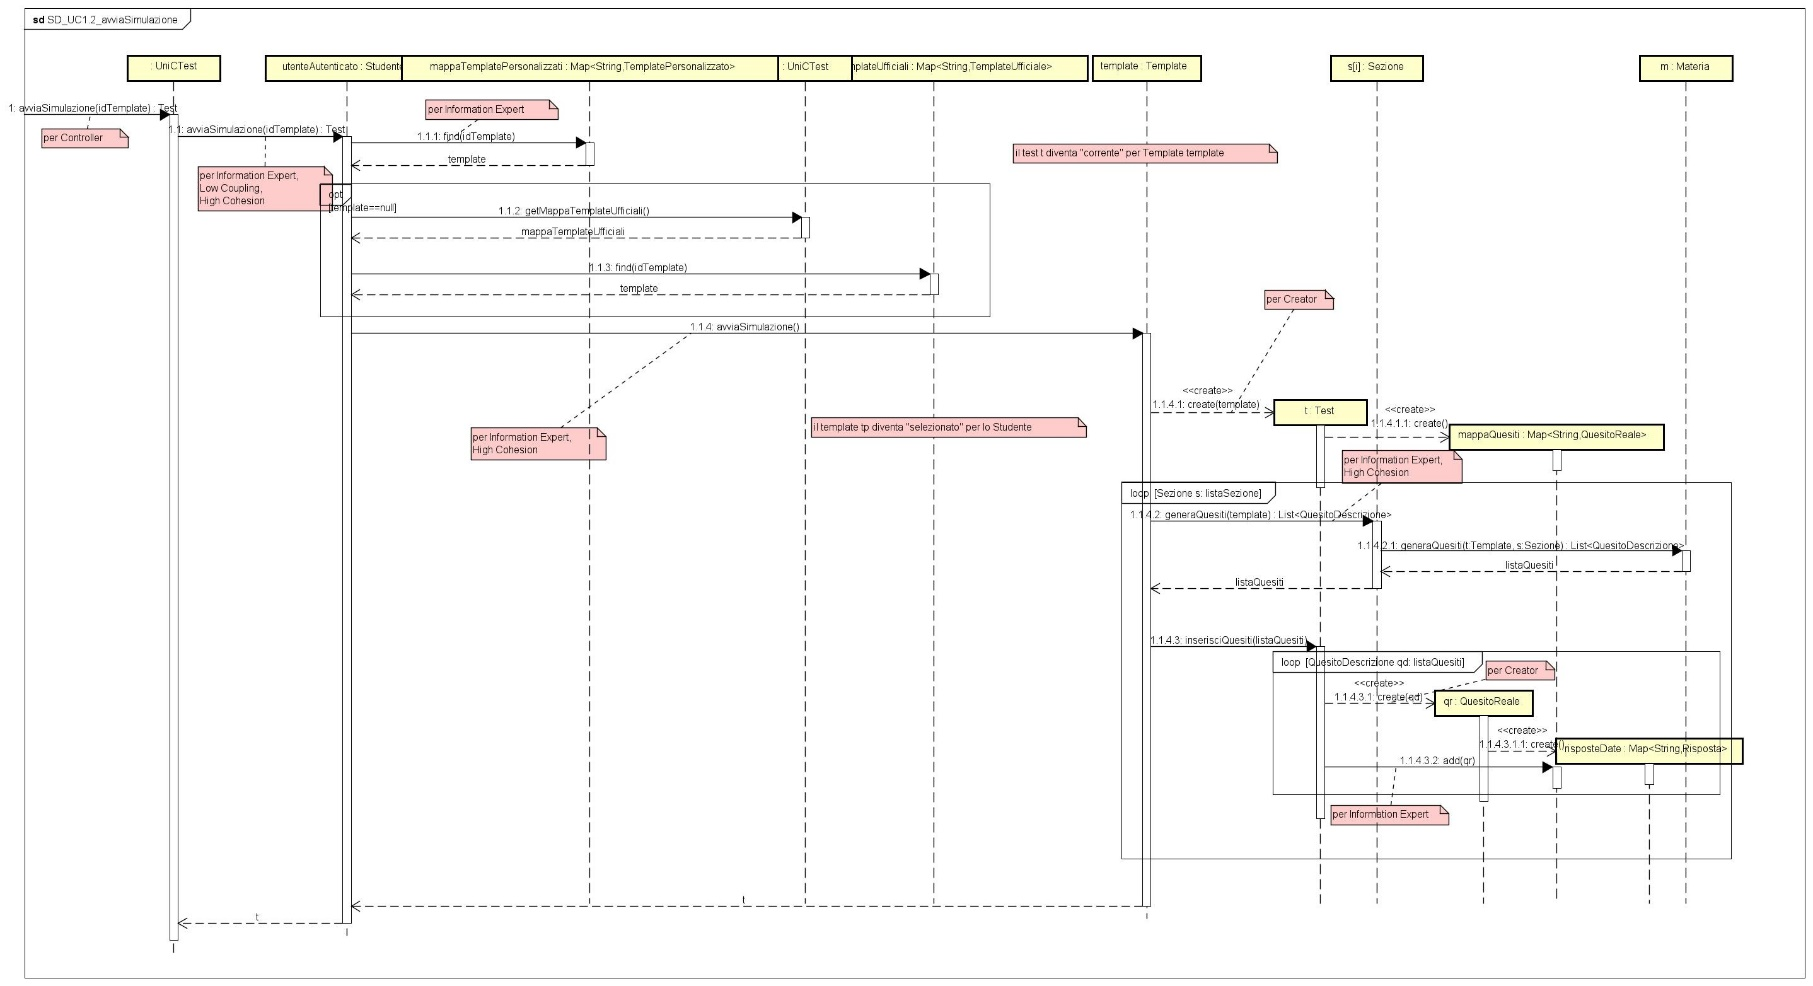 sd SD_UC1.2_avviaSimulazione
: UniCTest
utenteAutenticato : Studente
mappaTemplatePersonalizzati : Map<String,TemplatePersonalizzato>
: UniCTest
plateUfficiali : Map<String,TemplateUfficiale>
template : Template
s[i] : Sezione
m : Materia
1: avviaSimulazione(idTemplate) : Test
per Controller
1.1: avviaSimulazione(idTemplate) : Test
per Information Expert
1.1.1: find(idTemplate)
template
il test t diventa "corrente" per Template template
per Information Expert,
Low Coupling,
High Cohesion
opt
[template==null]
1.1.2: getMappaTemplateUfficiali()
mappaTemplateUfficiali
1.1.3: find(idTemplate)
template
per Creator
1.1.4: avviaSimulazione()
<<create>>
1.1.4.1: create(template)
t : Test
<<create>>
1.1.4.1.1: create()
mappaQuesiti : Map<String,QuesitoReale>
il template tp diventa "selezionato" per lo Studente
per Information Expert,
High Cohesion
per Information Expert,
High Cohesion
loop [Sezione s: listaSezione]
1.1.4.2: generaQuesiti(template) : List<QuesitoDescrizione>
1.1.4.2.1: generaQuesiti(t:Template, s:Sezione) : List<QuesitoDescrizione>
listaQuesiti
listaQuesiti
1.1.4.3: inserisciQuesiti(listaQuesiti)
loop [QuesitoDescrizione qd: listaQuesiti]
per Creator
<<create>>
1.1.4.3.1: create(qd)
qr : QuesitoReale
<<create>>
1.1.4.3.1.1: create()
risposteDate : Map<String,Risposta>
1.1.4.3.2: add(qr)
per Information Expert
t
t